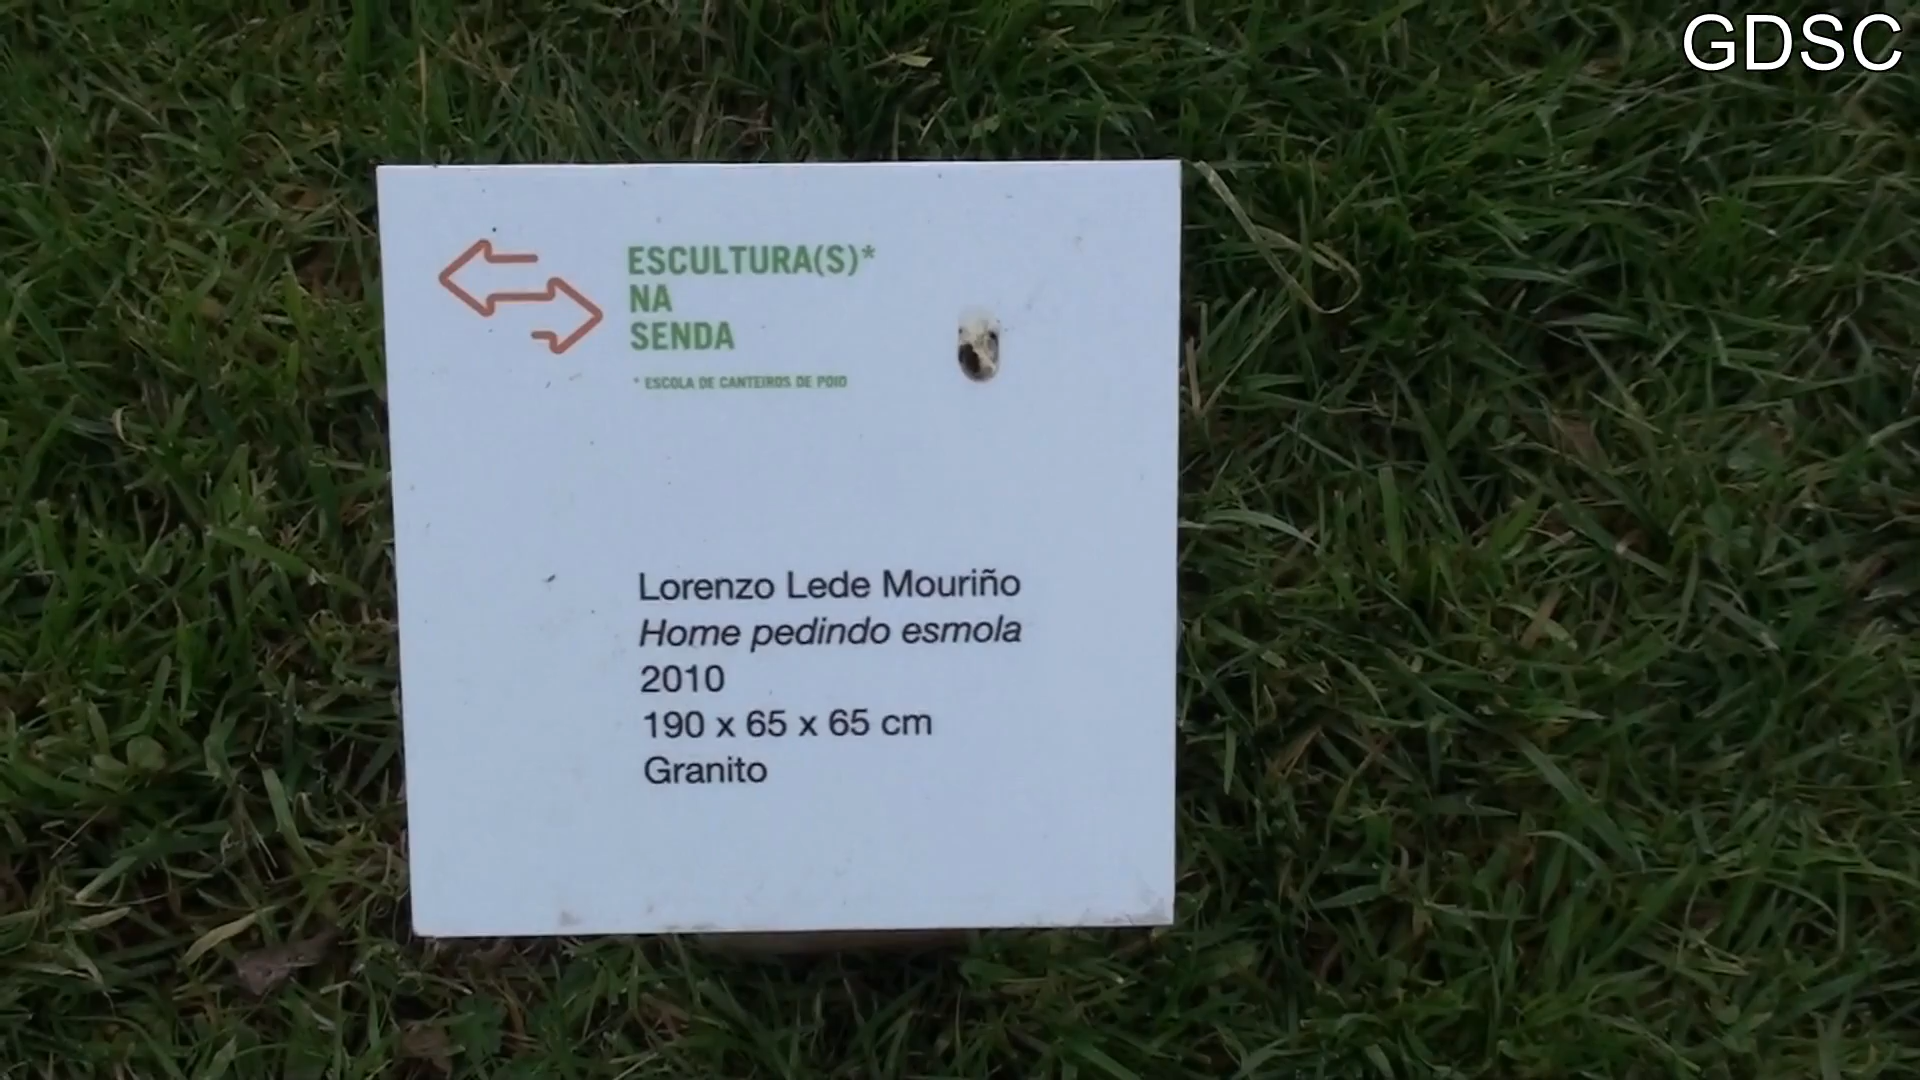 GDSC
ESCULTURA(S)*
NA
SENDA
* ESCOLA DE CANTEIROS DE POIO
Lorenzo Lede Mouriño
Home pedindo esmola
2010
190 x 65 x 65 cm
Granito